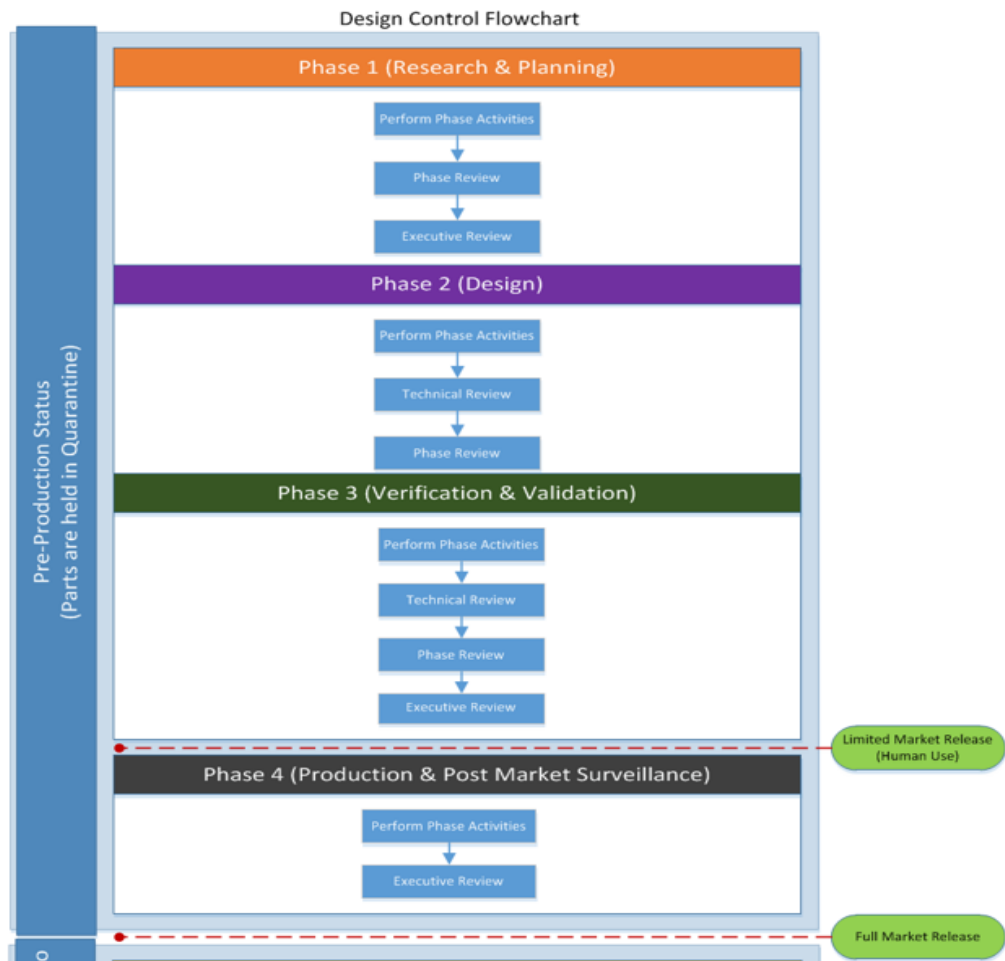 Design Control Flowchart
Pre-Production Status
(Parts are held in Quarantine)
Phase 1 (Research & Planning)
Perform Phase Activities
Phase Review
Executive Review
Phase 2 (Design)
Perform Phase Activities
Technical Review
Phase Review
Phase 3 (Verification & Validation)
Perform Phase Activities
Technical Review
Phase Review
Executive Review
Limited Market Release
(Human Use)
Phase 4 (Production & Post Market Surveillance)
Perform Phase Activities
Executive Review
Full Market Release